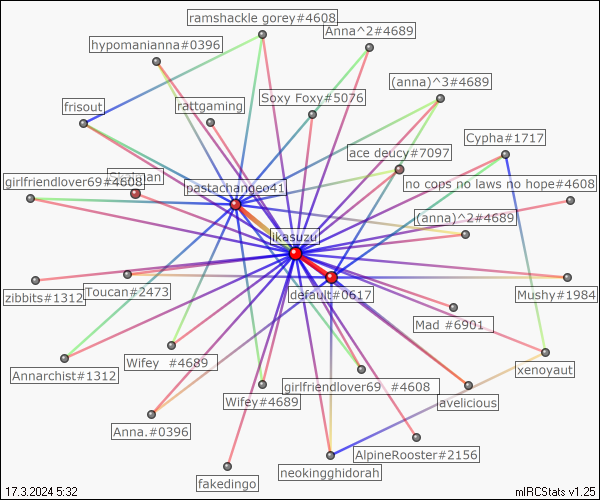 ramshackle gorey#4608
Anna^2#4689
hypomanianna#0396
(anna)^3#4689
Soxy Foxy#5076
rattgaming
frisout
Cypha#1717
ace deucy#7097
girlfriendlover69#4608
pastachangeo41
no cops no laws no hope#4608
(anna)^2#4689
ikasuzu
zibbits#1312
Toucan#2473
default#0617
Mushy#1984
Mad #6901
Annarchist#1312
Wifey #4689
xenoyaut
girlfriendlover69 #4608
Wifey#4689
avelicious
Anna.#0396
AlpineRooster#2156
neokingghidorah
fakedingo
17.3.2024 5:32
mIRCStats v1.25